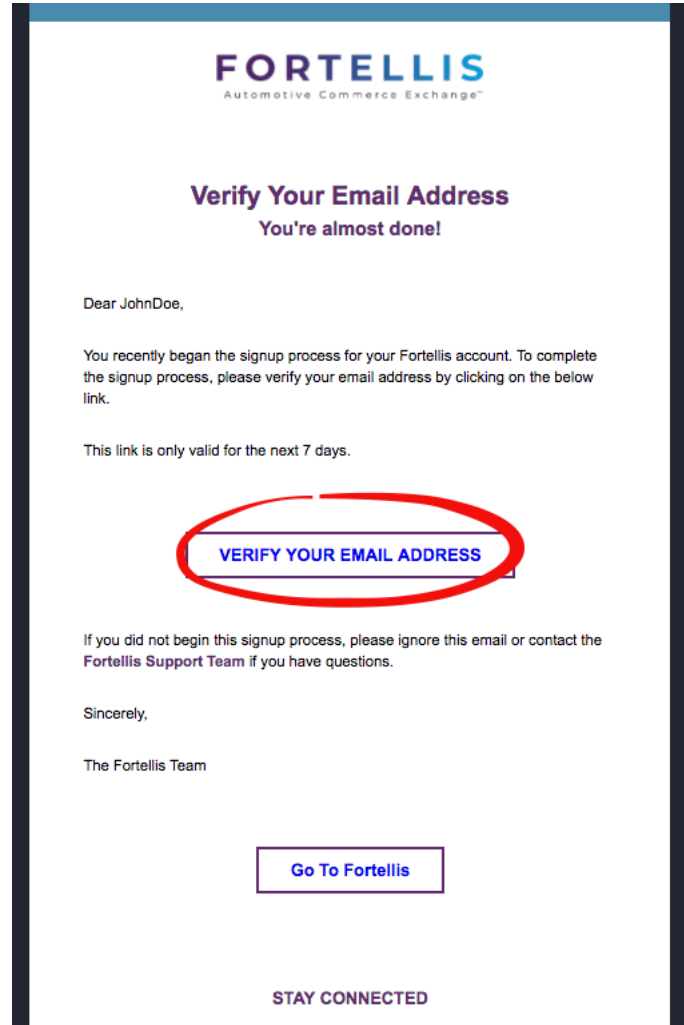 FORTELLIS
Automotive Commerce Exchange™
Verify Your Email Address
You're almost done!
Dear JohnDoe,
You recently began the signup process for your Fortellis account. To complete
the signup process, please verify your email address by clicking on the below
link.
This link is only valid for the next 7 days.
VERIFY YOUR EMAIL ADDRESS
If you did not begin this signup process, please ignore this email or contact the
Fortellis Support Team if you have questions.
Sincerely,
The Fortellis Team
Go To Fortellis
STAY CONNECTED